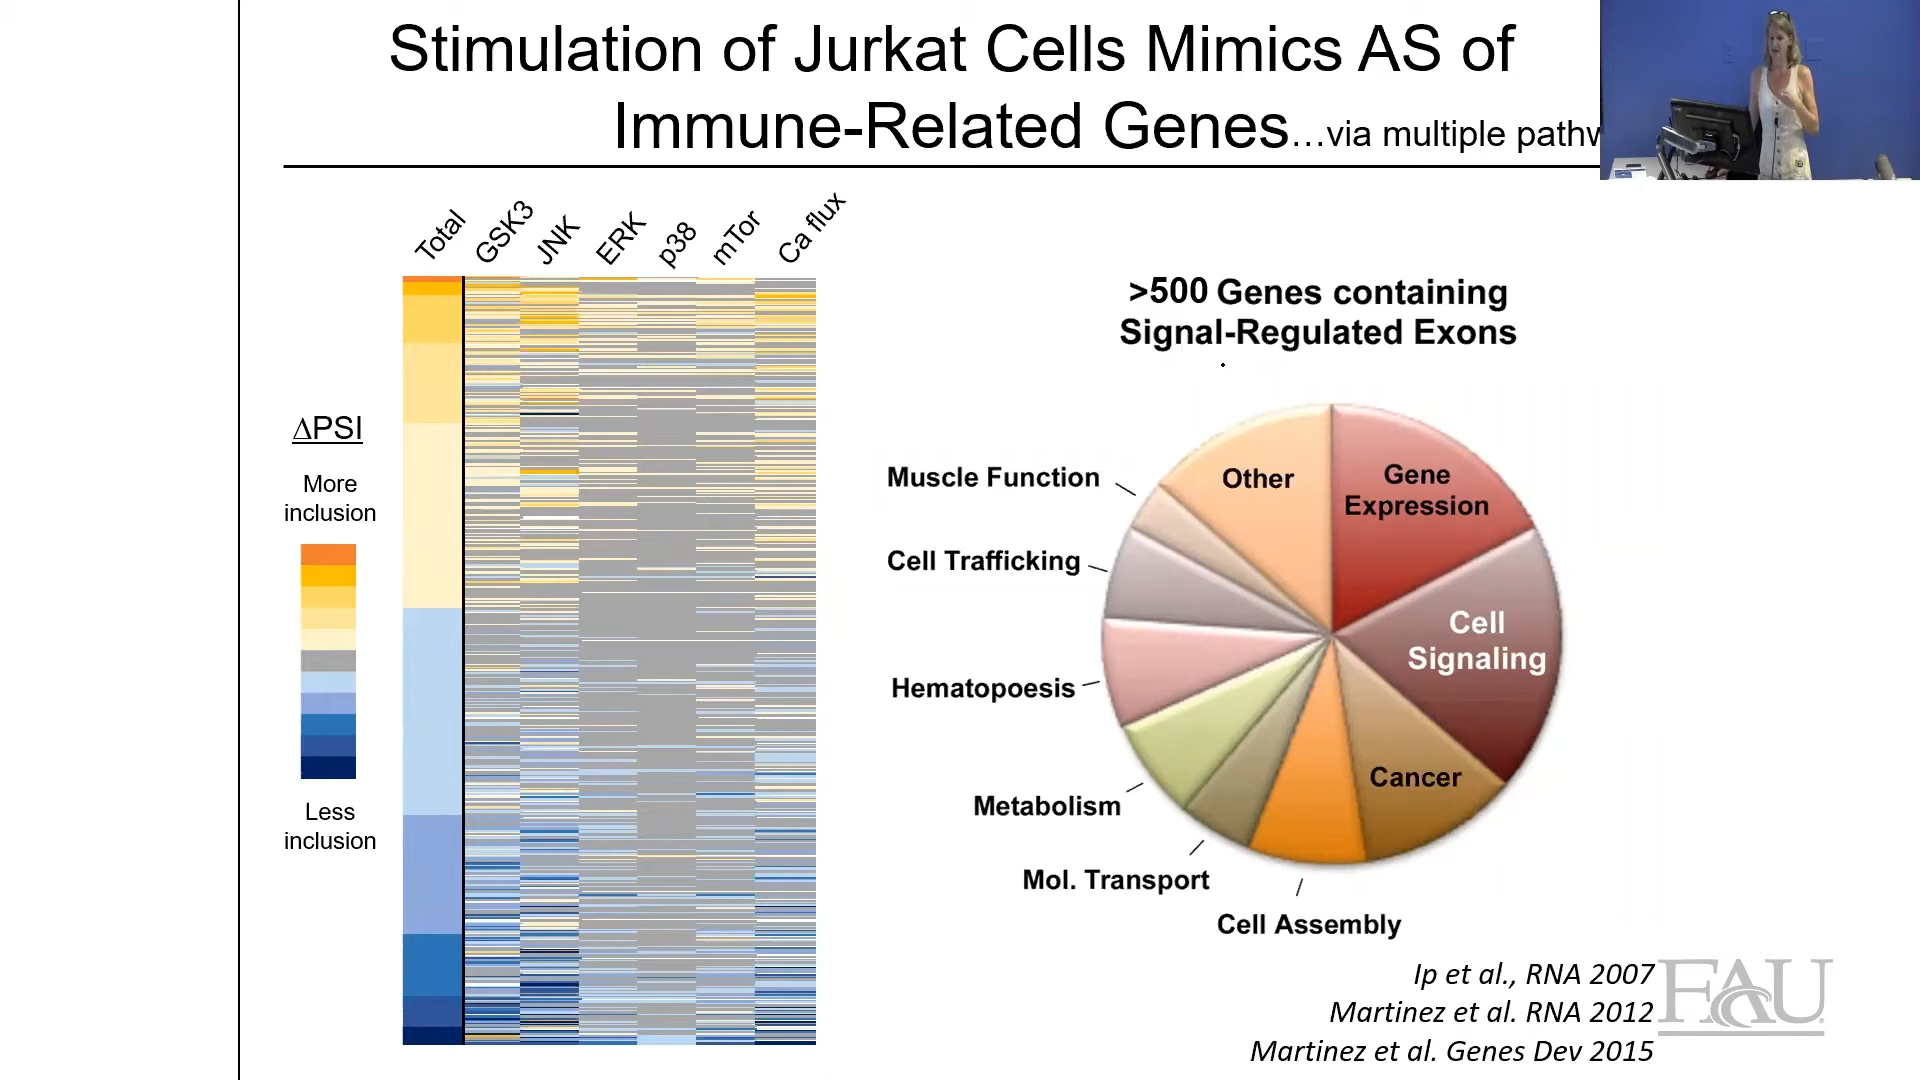 Stimulation of Jurkat Cells Mimics AS of
Immune-Related Genes...via multiple pathw
Total
GSK3
JNK
ERK
p38
mTor
Ca flux
ΔPSI
More
inclusion
Less
inclusion
>500 Genes containing
Signal-Regulated Exons
Other
Gene
Expression
Muscle Function
Cell Trafficking
Cell
Signaling
Hematopoesis
Cancer
Metabolism
Mol. Transport
Cell Assembly
Ip et al., RNA 2007
Martinez et al. RNA 2012
Martinez et al. Genes Dev 2015
FAU